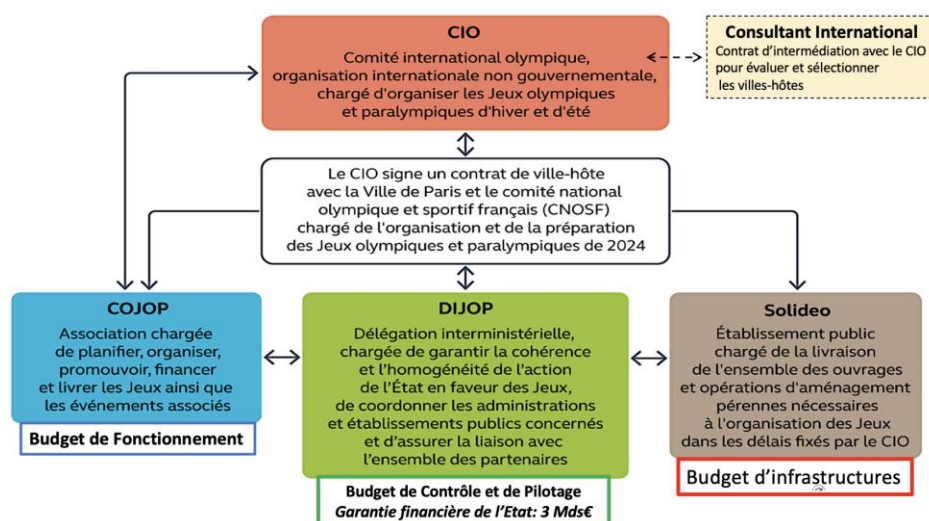 CIO
Comité international olympique,
organisation internationale non gouvernementale,
chargé d'organiser les Jeux olympiques
et paralympiques d'hiver et d'été
Consultant International
Contrat d'intermédiation avec le CIO
pour évaluer et sélectionner
les villes-hôtes
Le CIO signe un contrat de ville-hôte
avec la Ville de Paris et le comité national
olympique et sportif français (CNOSF)
chargé de l'organisation et de la préparation
des Jeux olympiques et paralympiques de 2024
COJOP
Association chargée
de planifier, organiser,
promouvoir, financer
et livrer les Jeux ainsi que
les événements associés
Budget de Fonctionnement
DIJOP
Délégation interministérielle,
chargée de garantir la cohérence
et l'homogénéité de l'action
de l'État en faveur des Jeux,
de coordonner les administrations
et établissements publics concernés
et d'assurer la liaison avec
l'ensemble des partenaires
Budget de Contrôle et de Pilotage
Garantie financière de l'Etat: 3 Mds€
Solideo
Établissement public
chargé de la livraison
de l'ensemble des ouvrages
et opérations d'aménagement
pérennes nécessaires
à l'organisation des Jeux
dans les délais fixés par le CIO
Budget d'infrastructures